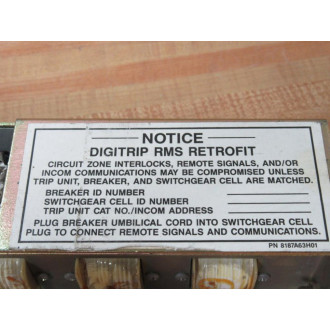 NOTICE
DIGITRIP RMS RETROFIT
CIRCUIT ZONE INTERLOCKS, REMOTE SIGNALS, AND/OR
INCOM COMMUNICATIONS MAY BE COMPROMISED UNLESS
TRIP UNIT, BREAKER, AND SWITCHGEAR CELL ARE MATCHED.
BREAKER ID NUMBER
SWITCHGEAR CELL ID NUMBER
TRIP UNIT CAT NO./INCOM ADDRESS
PLUG BREAKER UMBILICAL CORD INTO SWITCHGEAR CELL
PLUG TO CONNECT REMOTE SIGNALS AND COMMUNICATIONS.
PN 8187A63H01